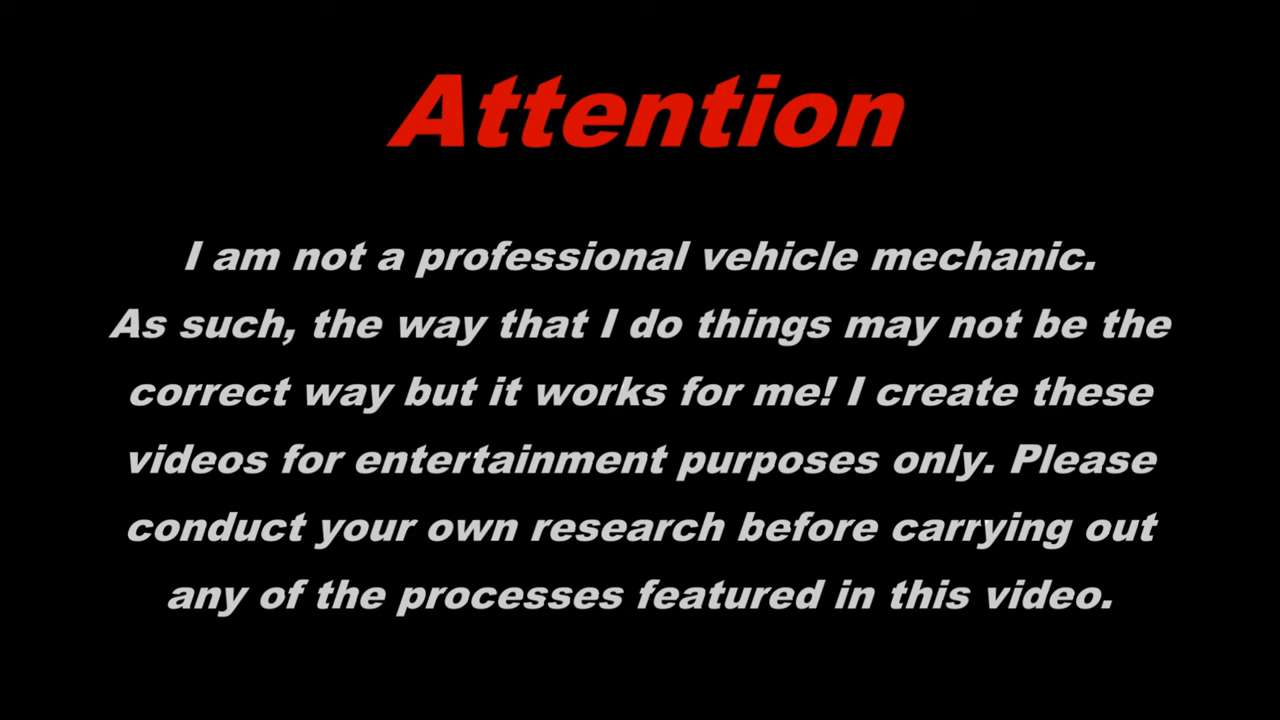 Attention
I am not a professional vehicle mechanic.
As such, the way that I do things may not be the
correct way but it works for me! I create these
videos for entertainment purposes only. Please
conduct your own research before carrying out
any of the processes featured in this video.